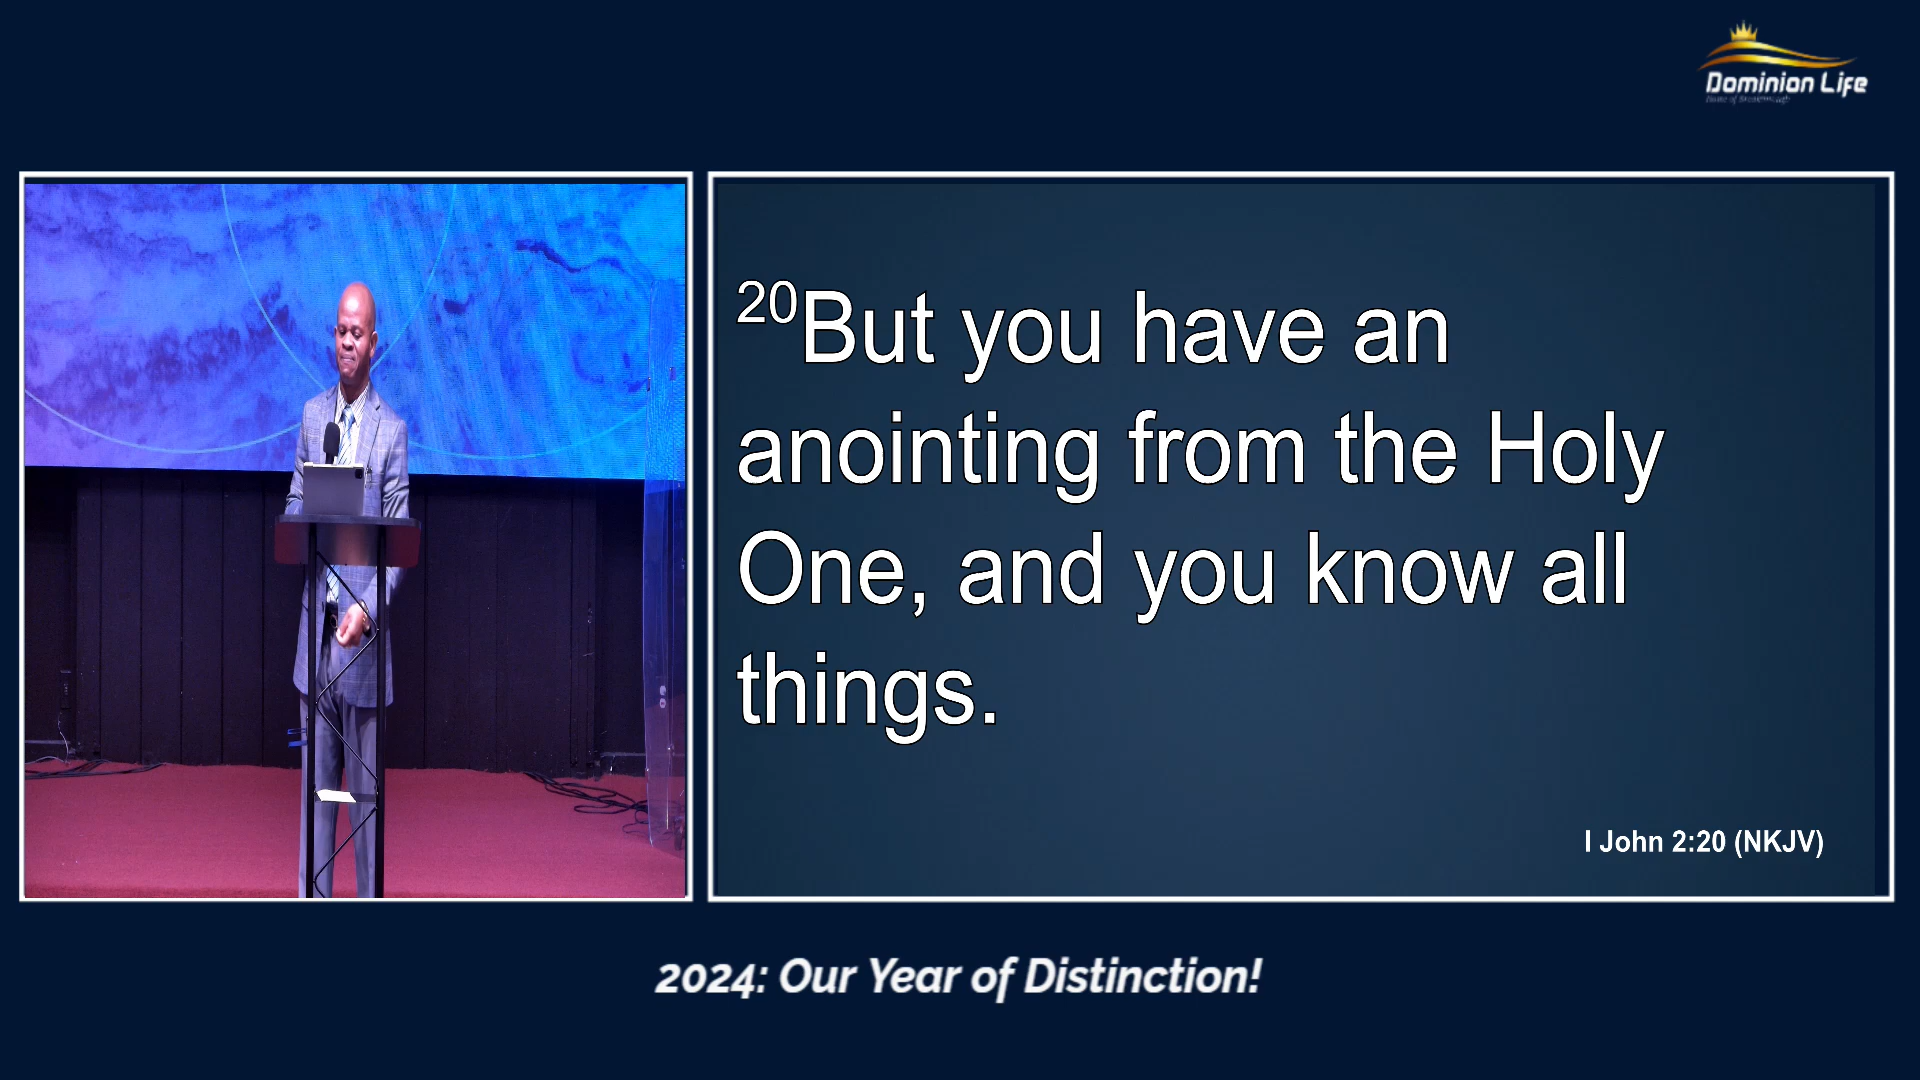 Dominion Life
20But you have an
anointing from the Holy
One, and you know all
things.
I John 2:20 (NKJV)
2024: Our Year of Distinction!